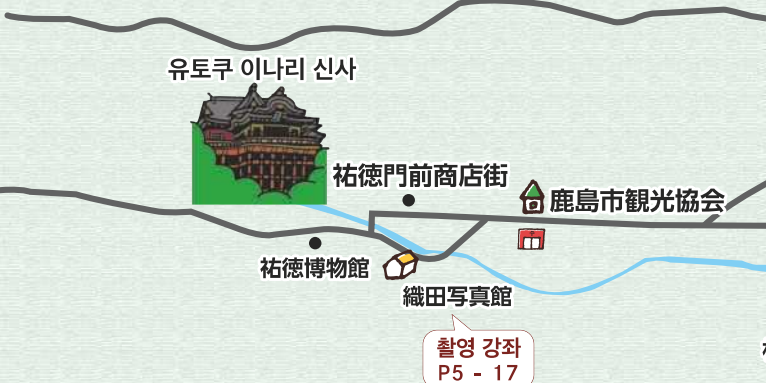 유토쿠 이나리 신사
祐徳門前商店街
鹿島市観光協会
祐徳博物館
織田写真館
촬영 강좌
P5 - 17